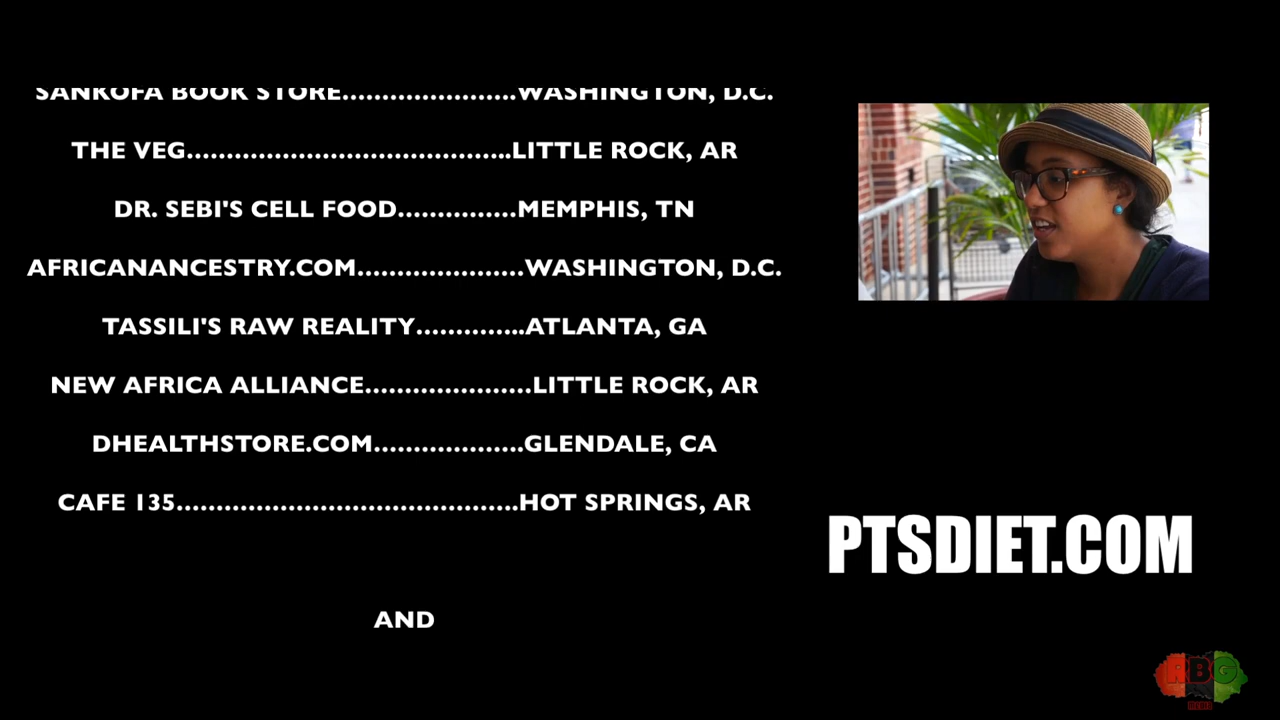 SANKOFA BOOK STORE......................WASHINGTON, D.C.
THE VEG.........................................LITTLE ROCK, AR
DR. SEBI'S CELL FOOD...............MEMPHIS, TN
AFRICANANCESTRY.COM.....................WASHINGTON, D.C.
TASSILI'S RAW REALITY..............ATLANTA, GA
NEW AFRICA ALLIANCE.....................LITTLE ROCK, AR
DHEALTHSTORE.COM...................GLENDALE, CA
CAFE 135...........................................HOT SPRINGS, AR
AND
PTSDIET.COM
RBG
MEDIA